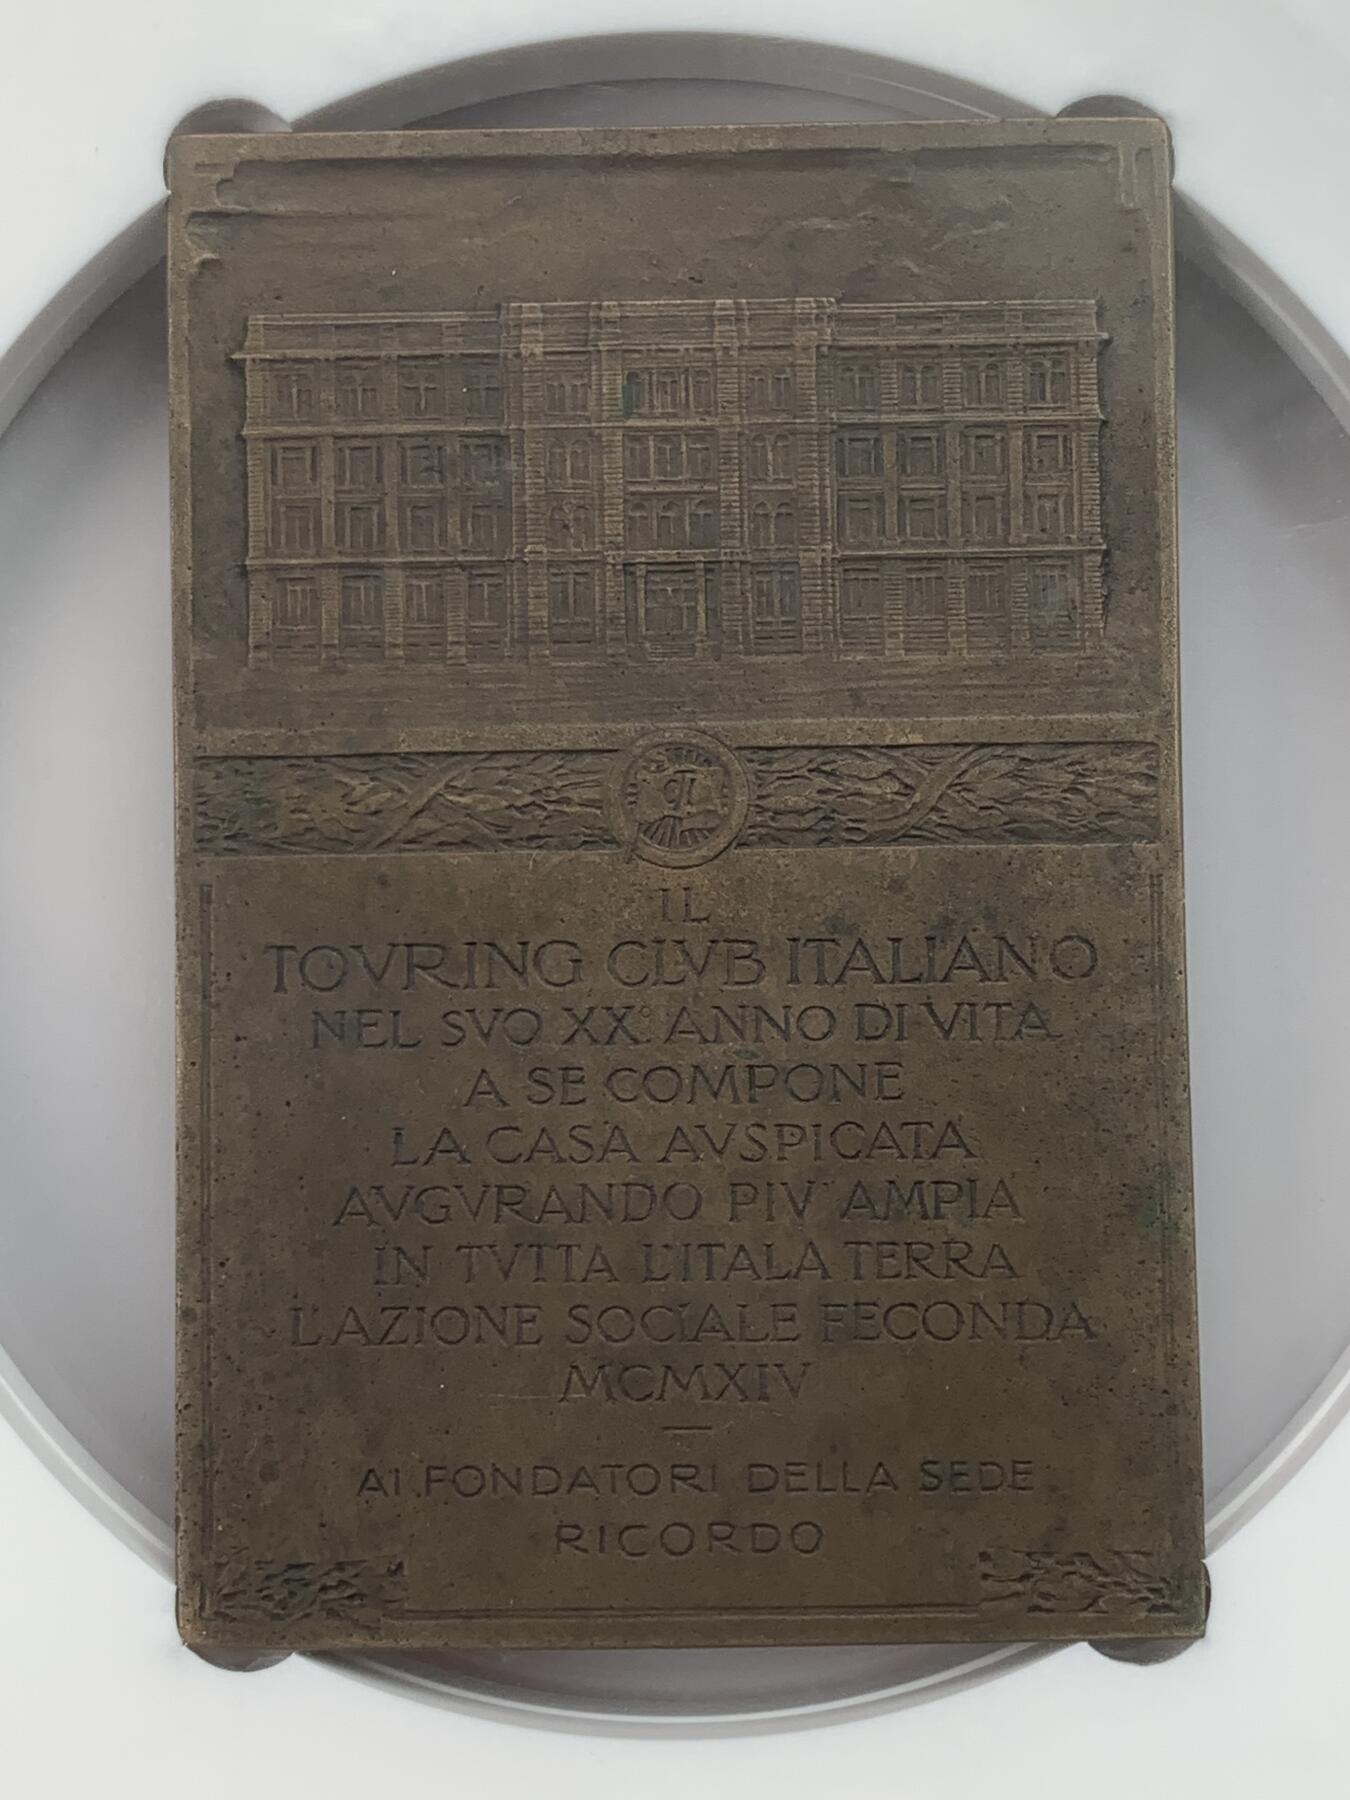 IL
TOVRING CLVB ITALIANO
NEL SVO XX° ANNO DI VITA
A SE COMPONE
LA CASA AVSPICATA
AVGVRANDO PIV' AMPIA
IN TVTTA L'ITALA TERRA
L'AZIONE SOCIALE FECONDA
MCMXIV
AI FONDATORI DELLA SEDE
RICORDO